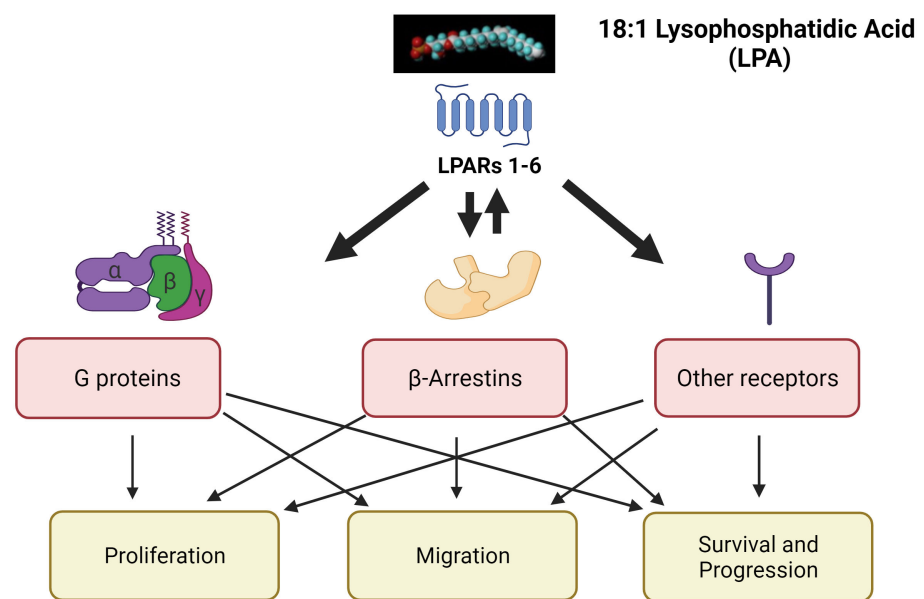 18:1 Lysophosphatidic Acid
(LPA)
LPARs 1-6
α
β
γ
G proteins
β-Arrestins
Other receptors
Proliferation
Migration
Survival and
Progression